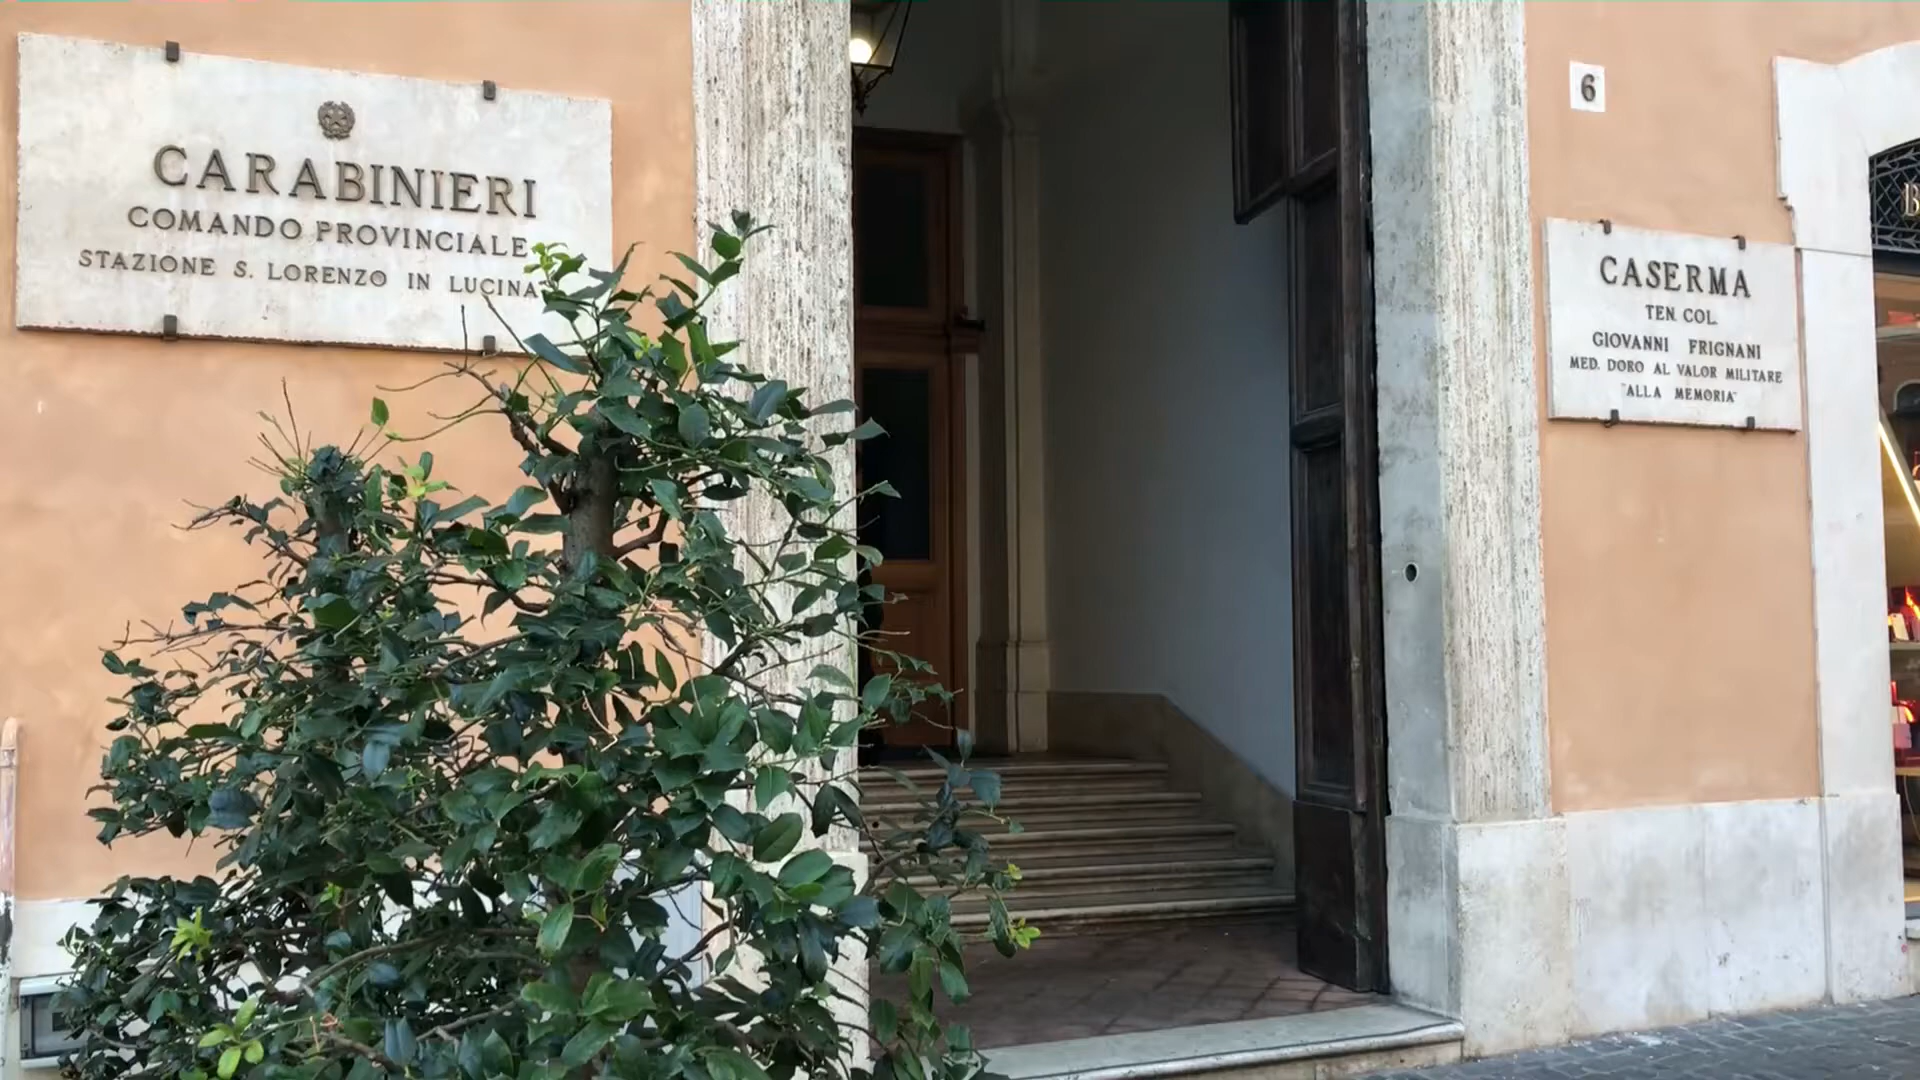 CARABINIERI
COMANDO PROVINCIALE
STAZIONE S. LORENZO IN LUCINA
6
CASERMA
TEN. COL.
GIOVANNI FRIGNANI
MED. DORO AL VALOR MILITARE
"ALLA MEMORIA"